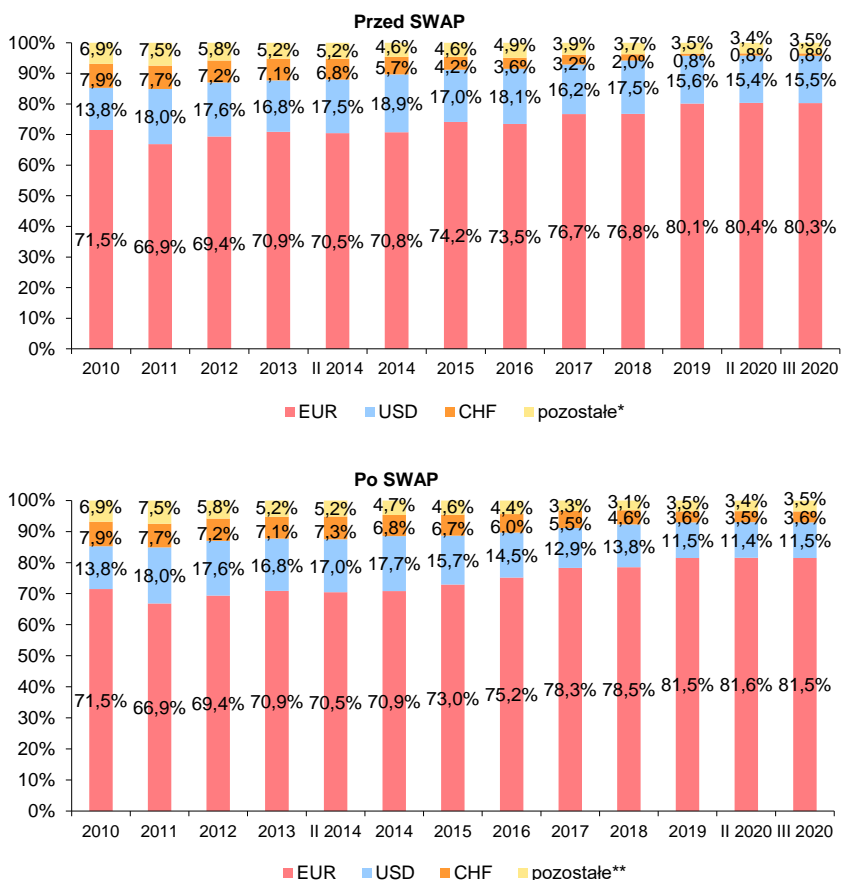 Przed SWAP
100%
90%
80%
70%
60%
50%
40%
30%
20%
10%
0%
6,9% 7,5% 5,8% 5,2% 5,2% 4,6% 4,6% 4,9% 3,9% 3,7% 3,5% 3,4% 3,5%
7,9% 7,7% 7,2% 7,1% 6,8% 5,7% 4,2% 3,6% 3,2% 2,0% 0,8% 0,8% 0,8%
13,8% 18,0% 17,6% 16,8% 17,5% 18,9% 17,0% 18,1% 16,2% 17,5% 15,6% 15,4% 15,5%
71,5% 66,9% 69,4% 70,9% 70,5% 70,8% 74,2% 73,5% 76,7% 76,8% 80,1% 80,4% 80,3%
2010 2011 2012 2013 II 2014 2014 2015 2016 2017 2018 2019 II 2020 III 2020
EUR USD CHF pozostałe*
Po SWAP
100%
90%
80%
70%
60%
50%
40%
30%
20%
10%
0%
6,9% 7,5% 5,8% 5,2% 5,2% 4,7% 4,6% 4,4% 3,3% 3,1% 3,5% 3,4% 3,5%
7,9% 7,7% 7,2% 7,1% 7,3% 6,8% 6,7% 6,0% 5,5% 4,6% 3,6% 3,5% 3,6%
13,8% 18,0% 17,6% 16,8% 17,0% 17,7% 15,7% 14,5% 12,9% 13,8% 11,5% 11,4% 11,5%
71,5% 66,9% 69,4% 70,9% 70,5% 70,9% 73,0% 75,2% 78,3% 78,5% 81,5% 81,6% 81,5%
2010 2011 2012 2013 II 2014 2014 2015 2016 2017 2018 2019 II 2020 III 2020
EUR USD CHF pozostałe**